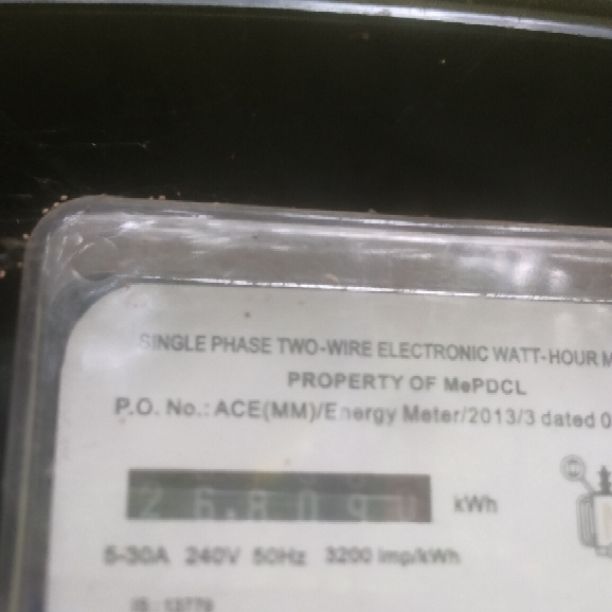 SINGLE PHASE TWO-WIRE ELECTRONIC WATT-HOUR M
PROPERTY OF MePDCL
P.O. No.: ACE(MM)/Energy Meter/2013/3 dated 0
kWh
5-30A 240V 50Hz 3200 imp/kWh